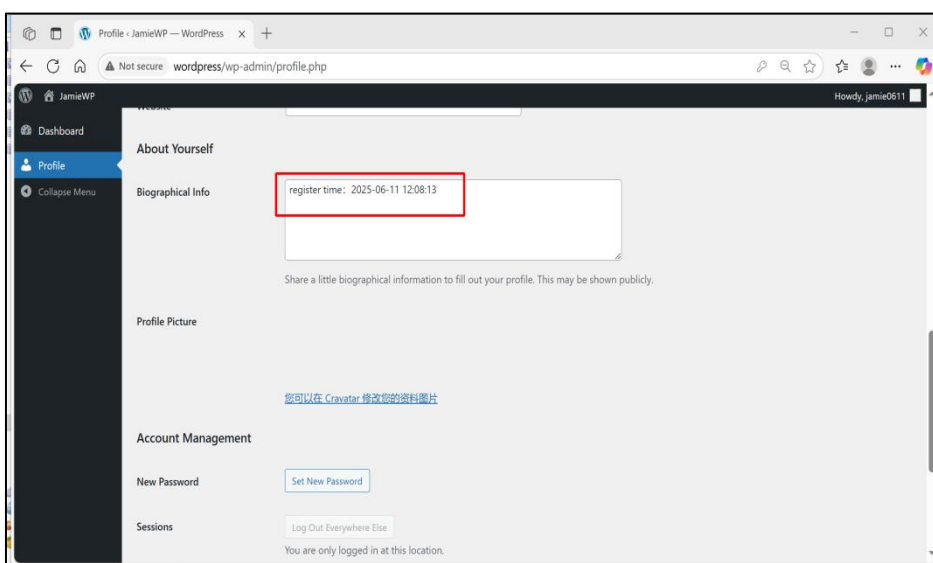 Profile ‹ JamieWP — WordPress
Not secure wordpress/wp-admin/profile.php
JamieWP
Howdy, jamie0611
Dashboard
Profile
Collapse Menu
Website
About Yourself
Biographical Info
register time：2025-06-11 12:08:13
Share a little biographical information to fill out your profile. This may be shown publicly.
Profile Picture
您可以在 Cravatar 修改您的资料图片
Account Management
New Password
Set New Password
Sessions
Log Out Everywhere Else
You are only logged in at this location.